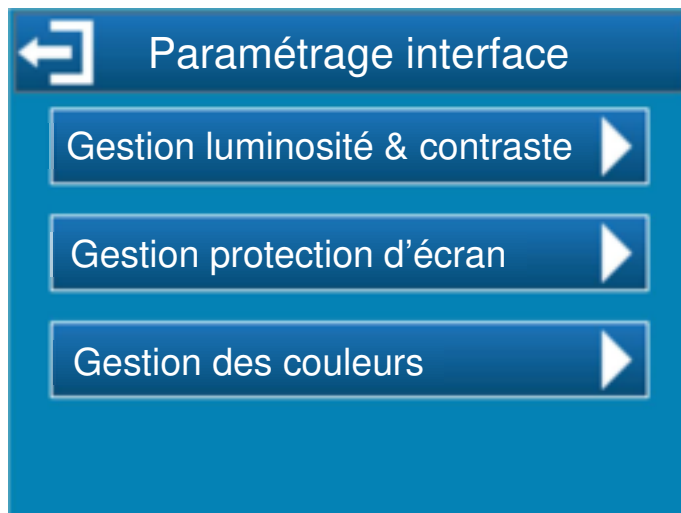 Paramétrage interface
Gestion luminosité & contraste
Gestion protection d’écran
Gestion des couleurs